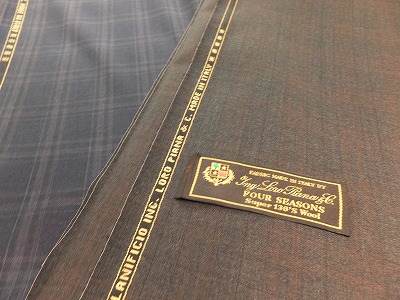 LANIFICIO ING. LORO PIANA & C. MADE IN ITALY
FABRIC MADE IN ITALY BY
Ing. Loro Piana & C.
FOUR SEASONS
Super 130'S Wool